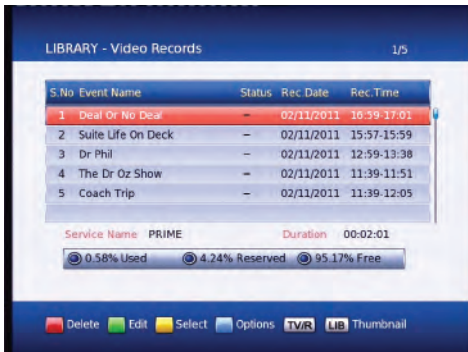 LIBRARY - Video Records 1/5
S.No Event Name Status Rec.Date Rec.Time
1 Deal Or No Deal – 02/11/2011 16:59-17:01
2 Suite Life On Deck – 02/11/2011 15:57-15:59
3 Dr Phil – 02/11/2011 12:59-13:38
4 The Dr Oz Show – 02/11/2011 11:39-11:51
5 Coach Trip – 02/11/2011 11:39-12:05
Service Name PRIME Duration 00:02:01
0.58% Used 4.24% Reserved 95.17% Free
Delete Edit Select Options TV/R LIB Thumbnail